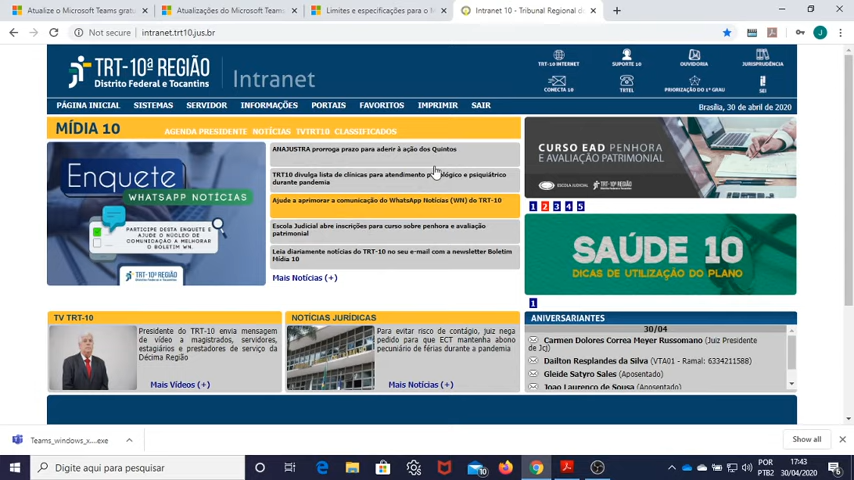 Atualize o Microsoft Teams grat
Atualizações do Microsoft Teams
Limites e especificações para o
Intranet 10 - Tribunal Regional d
Not secure | intranet.trt10.jus.br
J
TRT-10ª REGIÃO
Distrito Federal e Tocantins
Intranet
TRT-10 INTERNET
SUPORTE 10
OUVIDORIA
JURISPRUDÊNCIA
CONECTA 10
TRTEL
PRIORIZAÇÃO DO 1º GRAU
SEI
PÁGINA INICIAL SISTEMAS SERVIDOR INFORMAÇÕES PORTAIS FAVORITOS IMPRIMIR SAIR
Brasília, 30 de abril de 2020
MÍDIA 10
AGENDA PRESIDENTE NOTÍCIAS TVTRT10 CLASSIFICADOS
Enquete
WHATSAPP NOTÍCIAS
PARTICIPE DESTA ENQUETE
E AJUDE O NÚCLEO DE
COMUNICAÇÃO A MELHORAR
O BOLETIM WN.
TRT-10ª REGIÃO
ANAJUSTRA prorroga prazo para aderir à ação dos Quintos
TRT10 divulga lista de clínicas para atendimento e psiquiátrico
durante pandemia
Ajude a aprimorar a comunicação do WhatsApp Notícias (WN) do TRT-10
Escola Judicial abre inscrições para curso sobre penhora e avaliação
patrimonial
Leia diariamente notícias do TRT-10 no seu e-mail com a newsletter Boletim
Mídia 10
Mais Notícias (+)
CURSO EAD PENHORA
E AVALIAÇÃO PATRIMONIAL
ESCOLA JUDICIAL
1 2 3 4 5
SAÚDE 10
DICAS DE UTILIZAÇÃO DO PLANO
1
TV TRT-10
Presidente do TRT-10 envia mensagem
de vídeo a magistrados, servidores,
estagiários e prestadores de serviço da
Décima Região
Mais Vídeos (+)
NOTÍCIAS JURÍDICAS
Para evitar risco de contágio, juiz nega
pedido para que ECT mantenha abono
pecuniário de férias durante a pandemia
Mais Notícias (+)
ANIVERSARIANTES
30/04
Carmen Dolores Correa Meyer Russomano (Juiz Presidente
de Jcj)
Dailton Resplandes da Silva (VTA01 - Ramal: 6334211588)
Gleide Satyro Sales (Aposentado)
Joao Laurenco de Sousa (Aposentado)
Teams_windows_x....exe
Show all
Digite aqui para pesquisar
10
POR
PTB2
17:43
30/04/2020
5